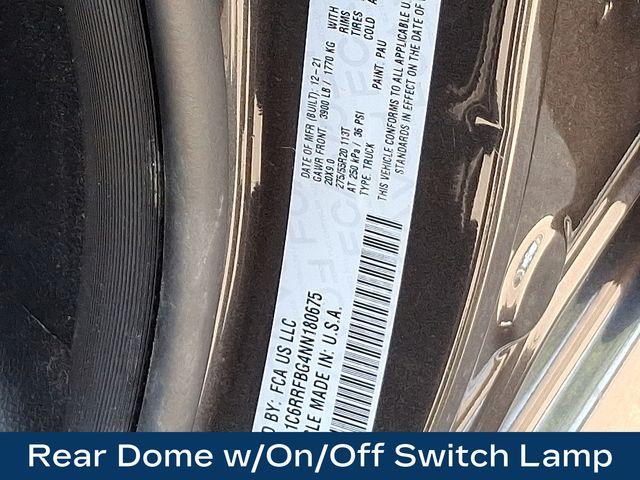 D BY: FCA US LLC
1C6RRFBG4NN180675
LE MADE IN: U.S.A.
DATE OF MFR (BUILT): 12-21
GAWR FRONT 3900 LB / 1770 KG WITH
20X9.0 RIMS
275/55R20 113T TIRES
AT 250 kPa / 36 PSI COLD
TYPE: TRUCK PAINT: PAU
THIS VEHICLE CONFORMS TO ALL APPLICABLE
STANDARDS IN EFFECT ON THE DATE OF
Rear Dome w/On/Off Switch Lamp